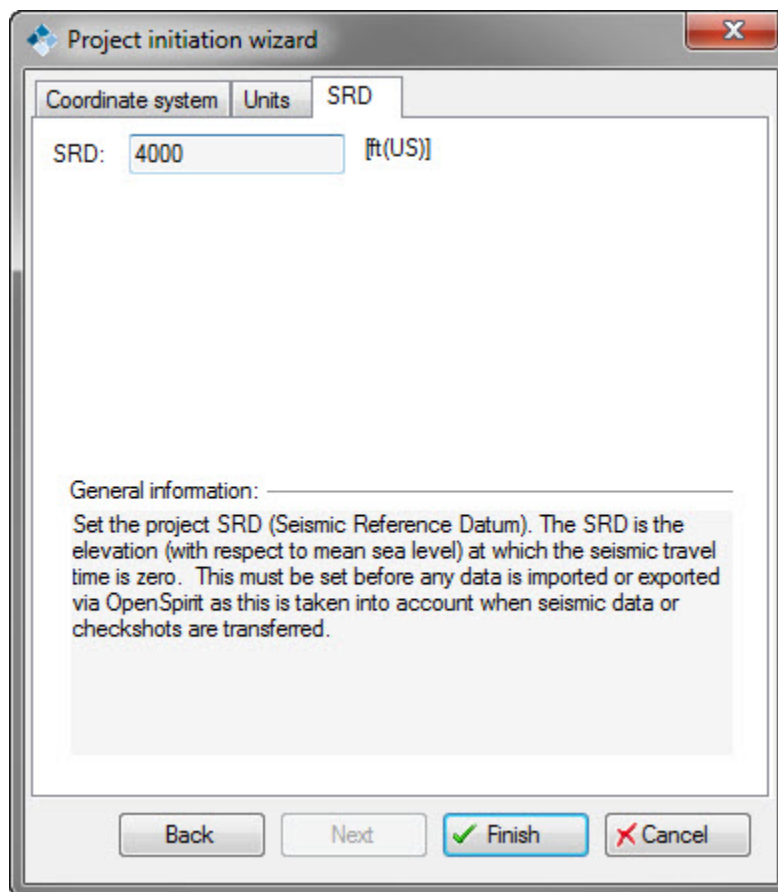 Project initiation wizard
Coordinate system Units SRD
SRD: 4000 [ft(US)]
General information:
Set the project SRD (Seismic Reference Datum). The SRD is the
elevation (with respect to mean sea level) at which the seismic travel
time is zero. This must be set before any data is imported or exported
via OpenSpirit as this is taken into account when seismic data or
checkshots are transferred.
Back Next Finish Cancel